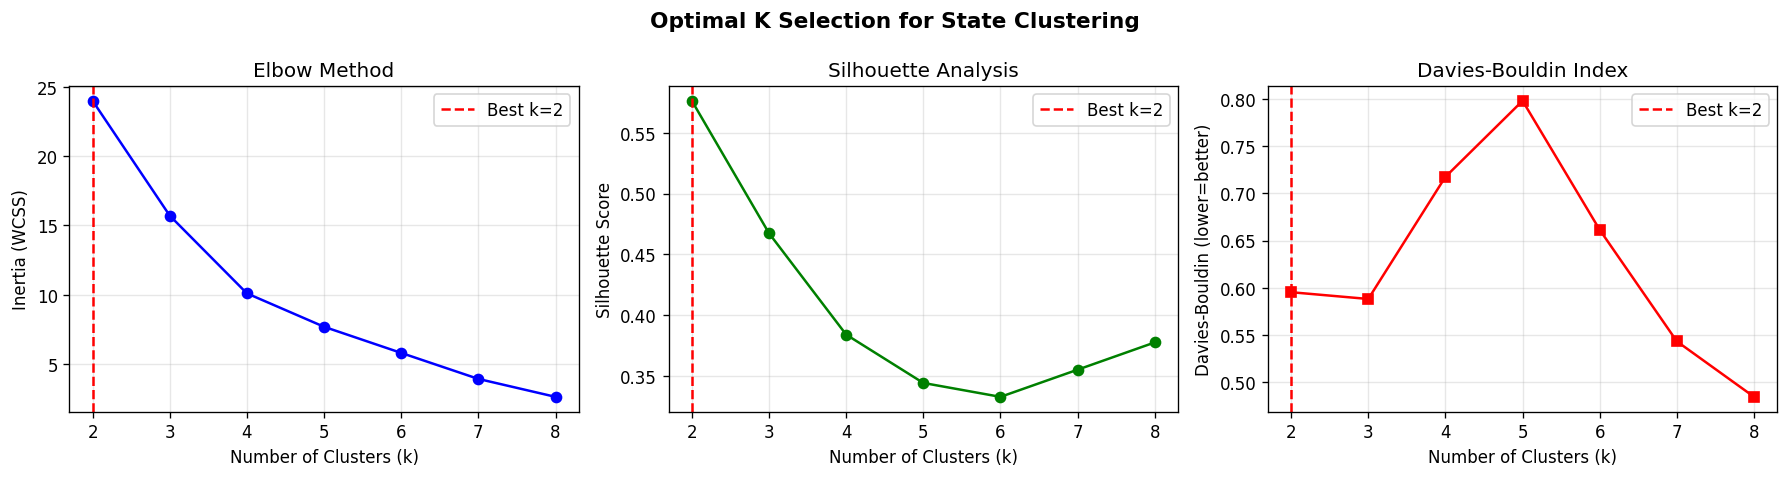 Optimal K Selection for State Clustering
Elbow Method
Inertia (WCSS)
25
20
15
10
5
Best k=2
2 3 4 5 6 7 8
Number of Clusters (k)
Silhouette Analysis
Silhouette Score
0.55
0.50
0.45
0.40
0.35
Best k=2
2 3 4 5 6 7 8
Number of Clusters (k)
Davies-Bouldin Index
Davies-Bouldin (lower=better)
0.80
0.75
0.70
0.65
0.60
0.55
0.50
Best k=2
2 3 4 5 6 7 8
Number of Clusters (k)